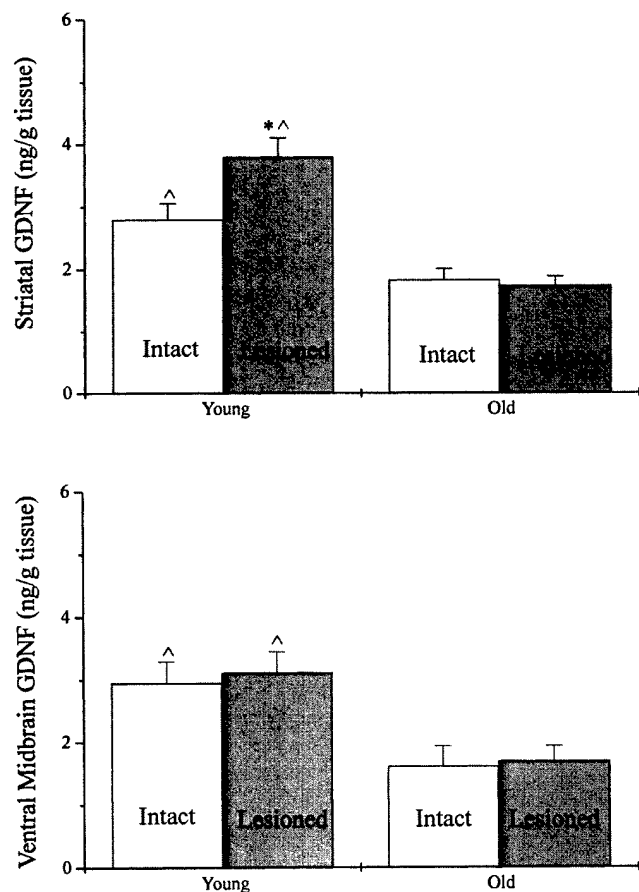 Striatal GDNF (ng/g tissue)
6
4
2
0
^
*^
Intact
Lesioned
Intact
Young
Old
Ventral Midbrain GDNF (ng/g tissue)
6
4
2
0
^
^
Intact
Lesioned
Intact
Lesioned
Young
Old